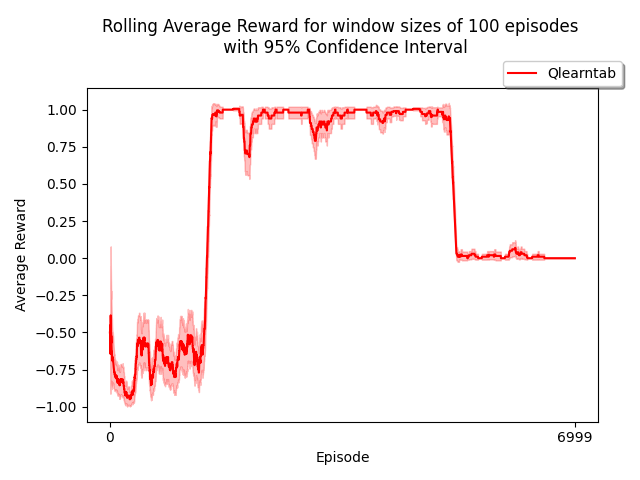 Rolling Average Reward for window sizes of 100 episodes
with 95% Confidence Interval
Qlearntab
1.00
0.75
0.50
0.25
0.00
−0.25
−0.50
−0.75
−1.00
Average Reward
0
6999
Episode